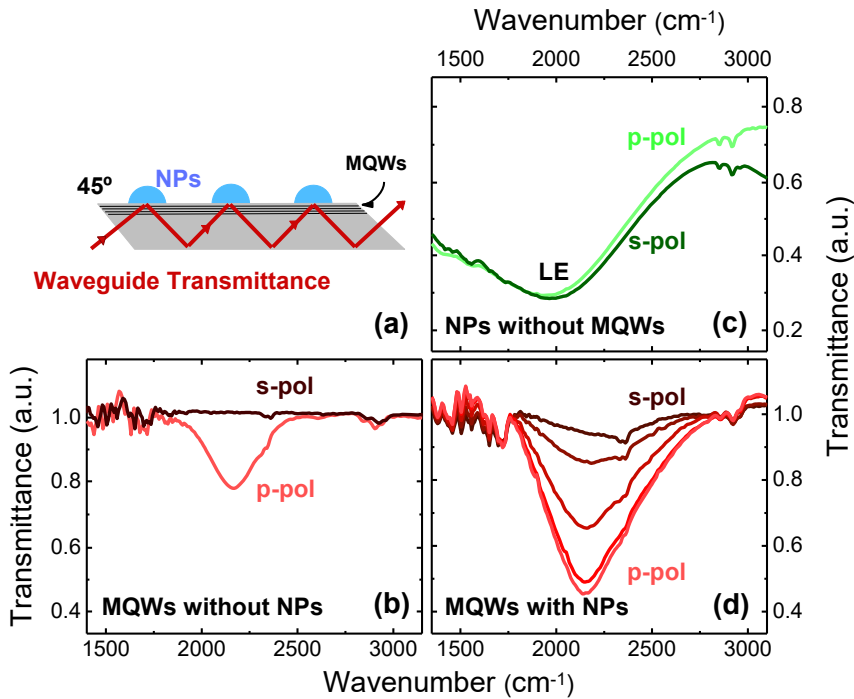 Wavenumber (cm⁻¹)
1500 2000 2500 3000
45º
NPs
MQWs
Waveguide Transmittance
(a)
0.8
0.6
0.4
0.2
p-pol
s-pol
LE
NPs without MQWs
(c)
Transmittance (a.u.)
Transmittance (a.u.)
1.0
0.8
0.6
0.4
s-pol
p-pol
MQWs without NPs
(b)
1.0
0.8
0.6
0.4
s-pol
p-pol
MQWs with NPs
(d)
1500 2000 2500 3000
1500 2000 2500 3000
Wavenumber (cm⁻¹)